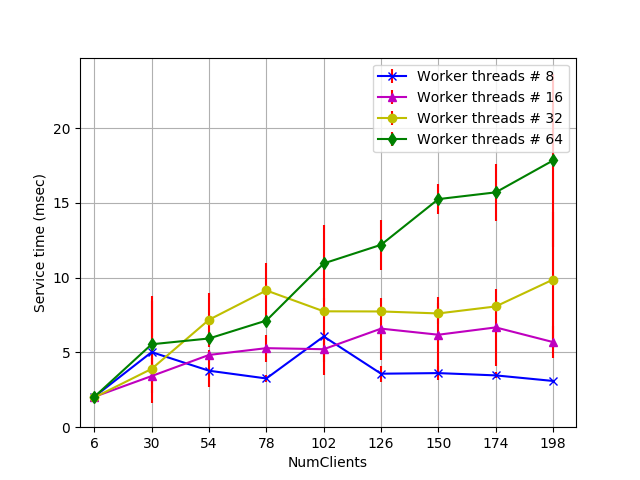 Worker threads # 8
Worker threads # 16
Worker threads # 32
Worker threads # 64
20
15
10
5
0
Service time (msec)
6 30 54 78 102 126 150 174 198
NumClients